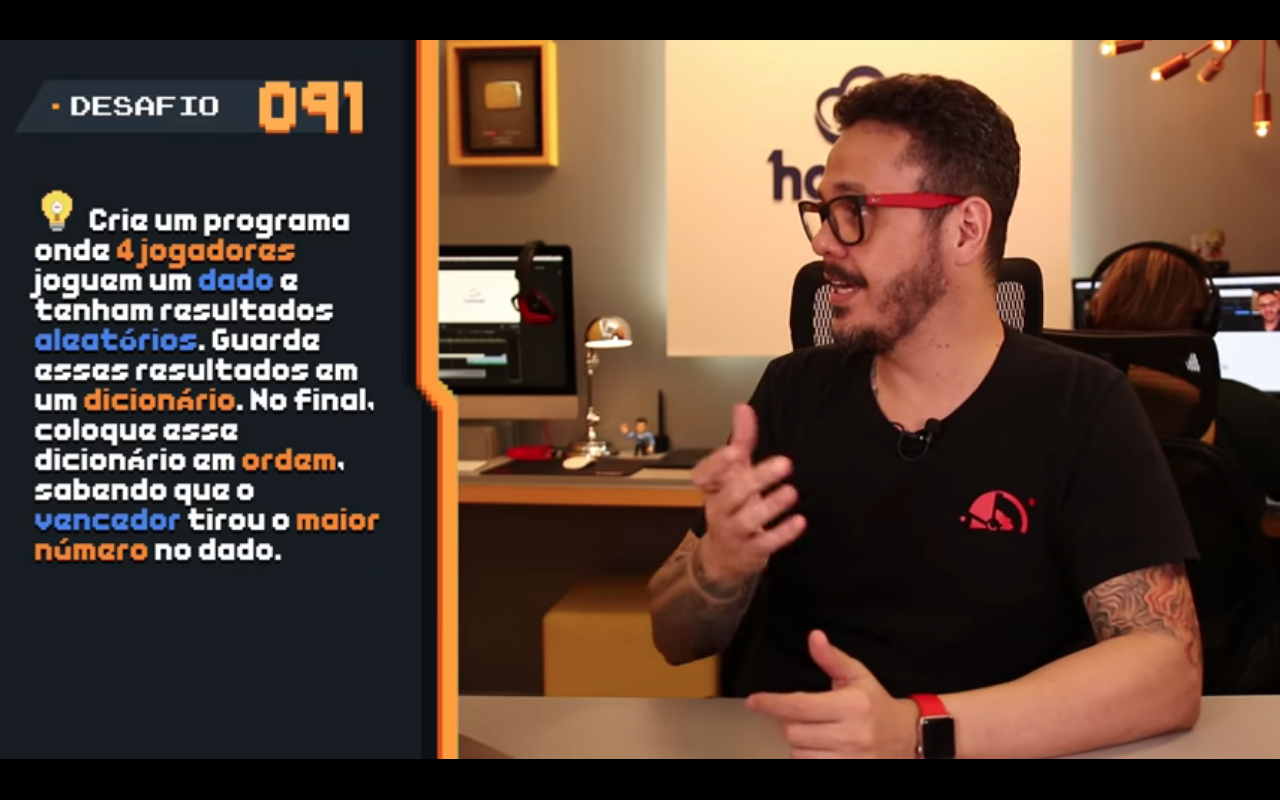 DESAFIO 091
Crie um programa
onde 4 jogadores
joguem um dado e
tenham resultados
aleatórios. Guarde
esses resultados em
um dicionário. No final,
coloque esse
dicionário em ordem,
sabendo que o
vencedor tirou o maior
número no dado.